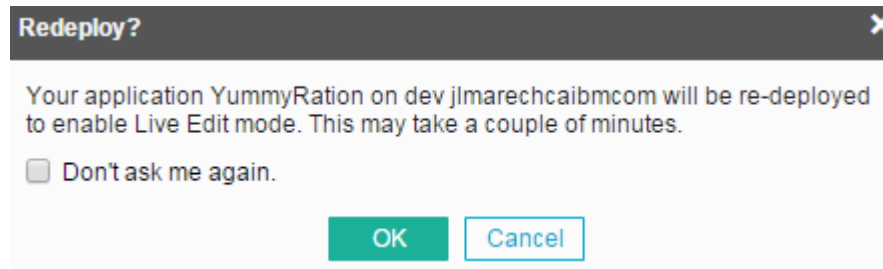 Redeploy?
Your application YummyRation on dev jlmarechcaibmcom will be re-deployed
to enable Live Edit mode. This may take a couple of minutes.
Don't ask me again.
OK Cancel